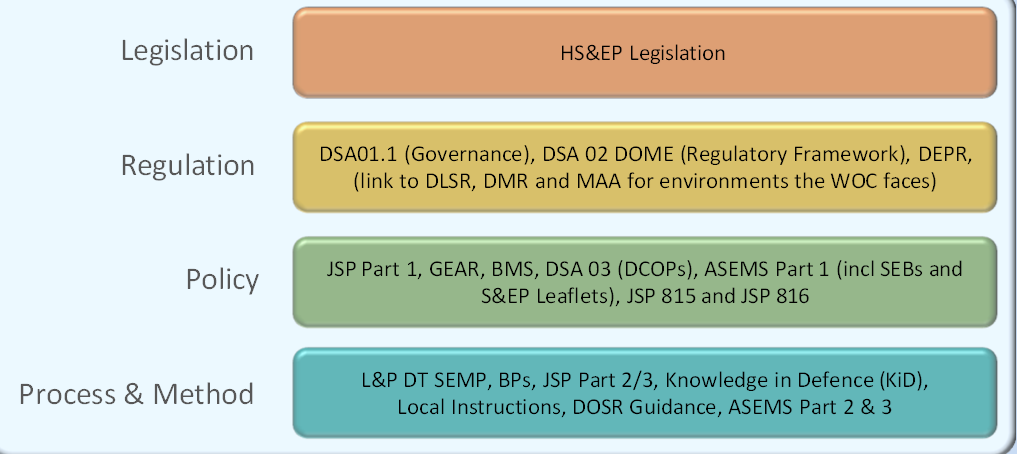 Legislation
HS&EP Legislation
Regulation
DSA01.1 (Governance), DSA 02 DOME (Regulatory Framework), DEPR,
(link to DLSR, DMR and MAA for environments the WOC faces)
Policy
JSP Part 1, GEAR, BMS, DSA 03 (DCOPs), ASEMS Part 1 (incl SEBs and
S&EP Leaflets), JSP 815 and JSP 816
Process & Method
L&P DT SEMP, BPs, JSP Part 2/3, Knowledge in Defence (KiD),
Local Instructions, DOSR Guidance, ASEMS Part 2 & 3